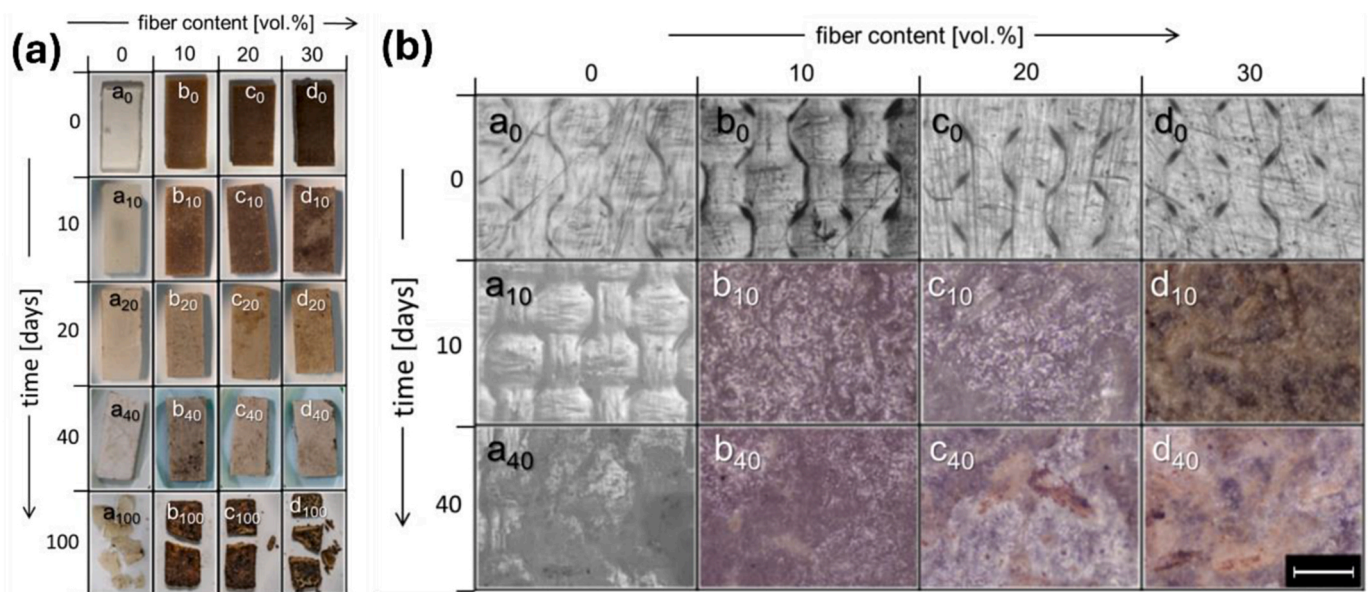 (a)
fiber content [vol.%]
0 10 20 30
0
a0 b0 c0 d0
10
a10 b10 c10 d10
20
a20 b20 c20 d20
40
a40 b40 c40 d40
100
a100 b100 c100 d100
time [days]
(b)
fiber content [vol.%]
0 10 20 30
0
a0 b0 c0 d0
10
a10 b10 c10 d10
40
a40 b40 c40 d40
time [days]